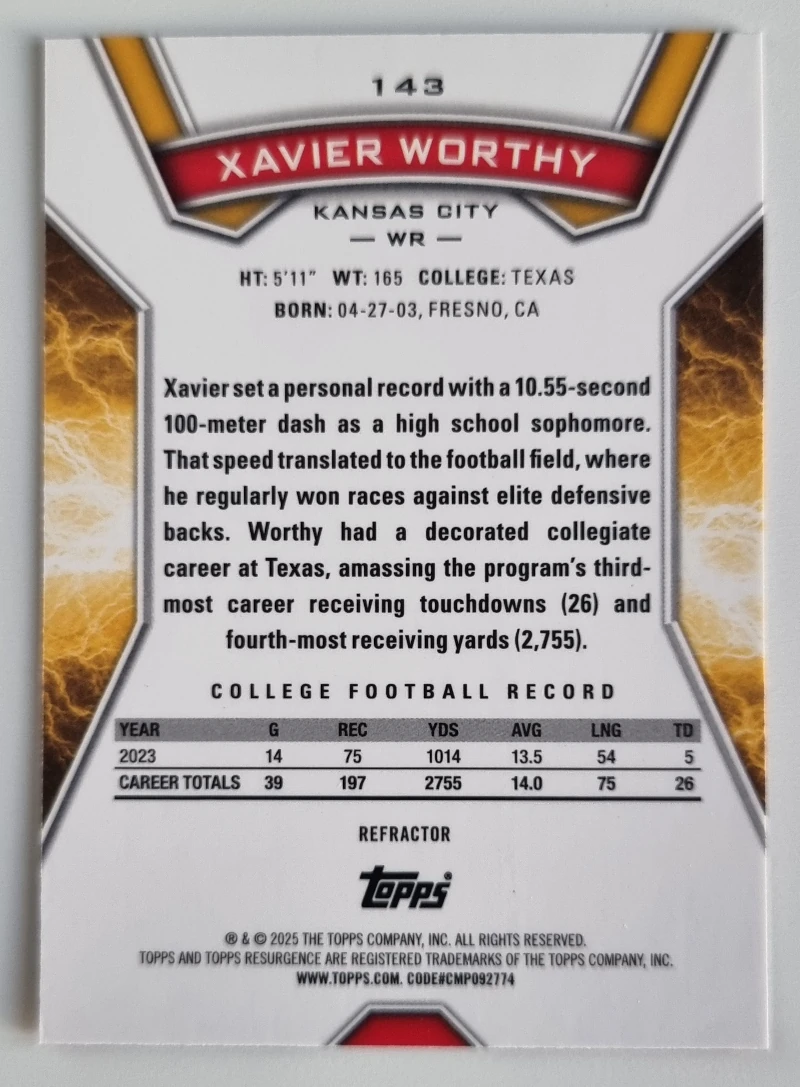 143
XAVIER WORTHY
KANSAS CITY
— WR —
HT: 5'11" WT: 165 COLLEGE: TEXAS
BORN: 04-27-03, FRESNO, CA
Xavier set a personal record with a 10.55-second
100-meter dash as a high school sophomore.
That speed translated to the football field, where
he regularly won races against elite defensive
backs. Worthy had a decorated collegiate
career at Texas, amassing the program's third-
most career receiving touchdowns (26) and
fourth-most receiving yards (2,755).
COLLEGE FOOTBALL RECORD
YEAR G REC YDS AVG LNG TD
2023 14 75 1014 13.5 54 5
CAREER TOTALS 39 197 2755 14.0 75 26
REFRACTOR
topps®
® & © 2025 THE TOPPS COMPANY, INC. ALL RIGHTS RESERVED.
TOPPS AND TOPPS RESURGENCE ARE REGISTERED TRADEMARKS OF THE TOPPS COMPANY, INC.
WWW.TOPPS.COM. CODE#CMP092774